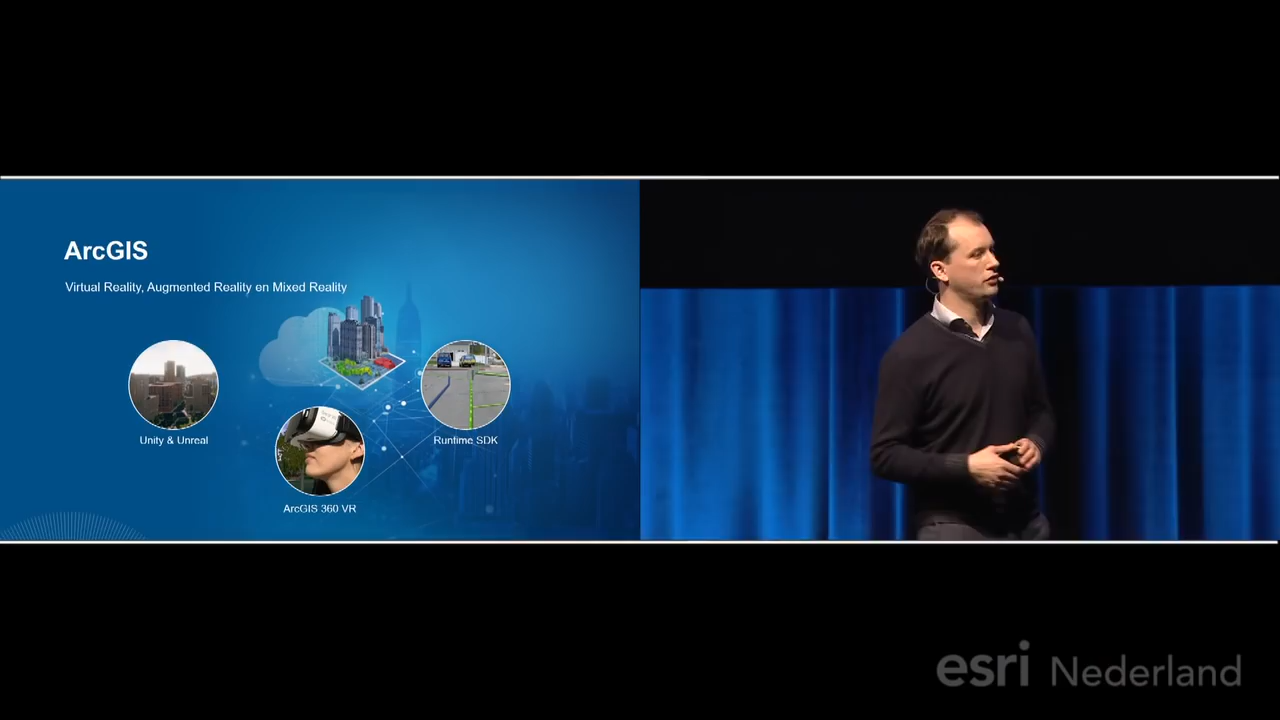 ArcGIS
Virtual Reality, Augmented Reality en Mixed Reality
Unity & Unreal
Runtime SDK
ArcGIS 360 VR
esri Nederland